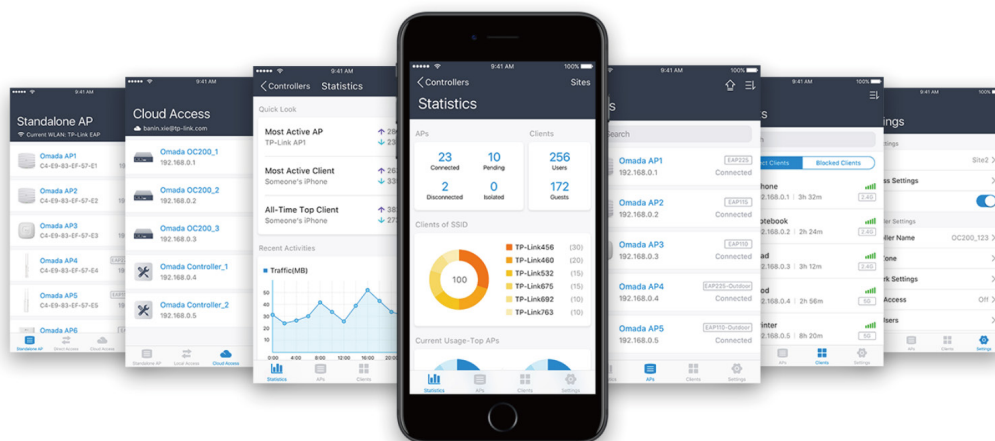 9:41 AM
Standalone AP
Current WLAN: TP-Link EAP
Omada AP1
C4-E9-83-EF-57-E1
Omada AP2
C4-E9-83-EF-57-E2
Omada AP3
C4-E9-83-EF-57-E3
Omada AP4
C4-E9-83-EF-57-E4
Omada AP5
C4-E9-83-EF-57-E5
Omada AP6
Standalone AP
Cloud Access
9:41 AM
Cloud Access
banin.xie@tp-link.com
Omada OC200_1
192.168.0.1
Omada OC200_2
192.168.0.2
Omada OC200_3
192.168.0.3
Omada Controller_1
192.168.0.4
Omada Controller_2
192.168.0.5
Standalone AP Local Access Cloud Access
9:41 AM
Controllers Statistics
Quick Look
Most Active AP
TP-Link AP1
Most Active Client
Someone's iPhone
All-Time Top Client
Someone's iPhone
Recent Activities
Traffic(MB)
50
40
30
20
10
0:00 4:00 8:00 12:00 16:00
Statistics APs Clients
9:41 AM 100%
Controllers Sites
Statistics
APs Clients
23 10 256
Connected Pending Users
2 0 172
Disconnected Isolated Guests
Clients of SSID
100
TP-Link456 (30)
TP-Link460 (20)
TP-Link532 (15)
TP-Link675 (15)
TP-Link692 (10)
TP-Link763 (10)
Current Usage-Top APs
Statistics APs Clients Settings
9:41 AM 100%
Search
Omada AP1 EAP225
192.168.0.1 Connected
Omada AP2 EAP115
192.168.0.2 Connected
Omada AP3 EAP110
192.168.0.3 Connected
Omada AP4 EAP225-Outdoor
192.168.0.4 Connected
Omada AP5 EAP110-Outdoor
192.168.0.5 Connected
APs Clients Settings
9:41 AM 100%
Clients Blocked Clients
192.168.0.1 3h 32m 2.4G
192.168.0.2 2h 24m 2.4G
192.168.0.3 3h 12m 2.4G
192.168.0.4 2h 56m 5G
192.168.0.5 8h 20m 5G
APs Clients Settings
9:41 AM 100%
Site2
Settings
OC200_123
Settings
Access Off
APs Clients Settings